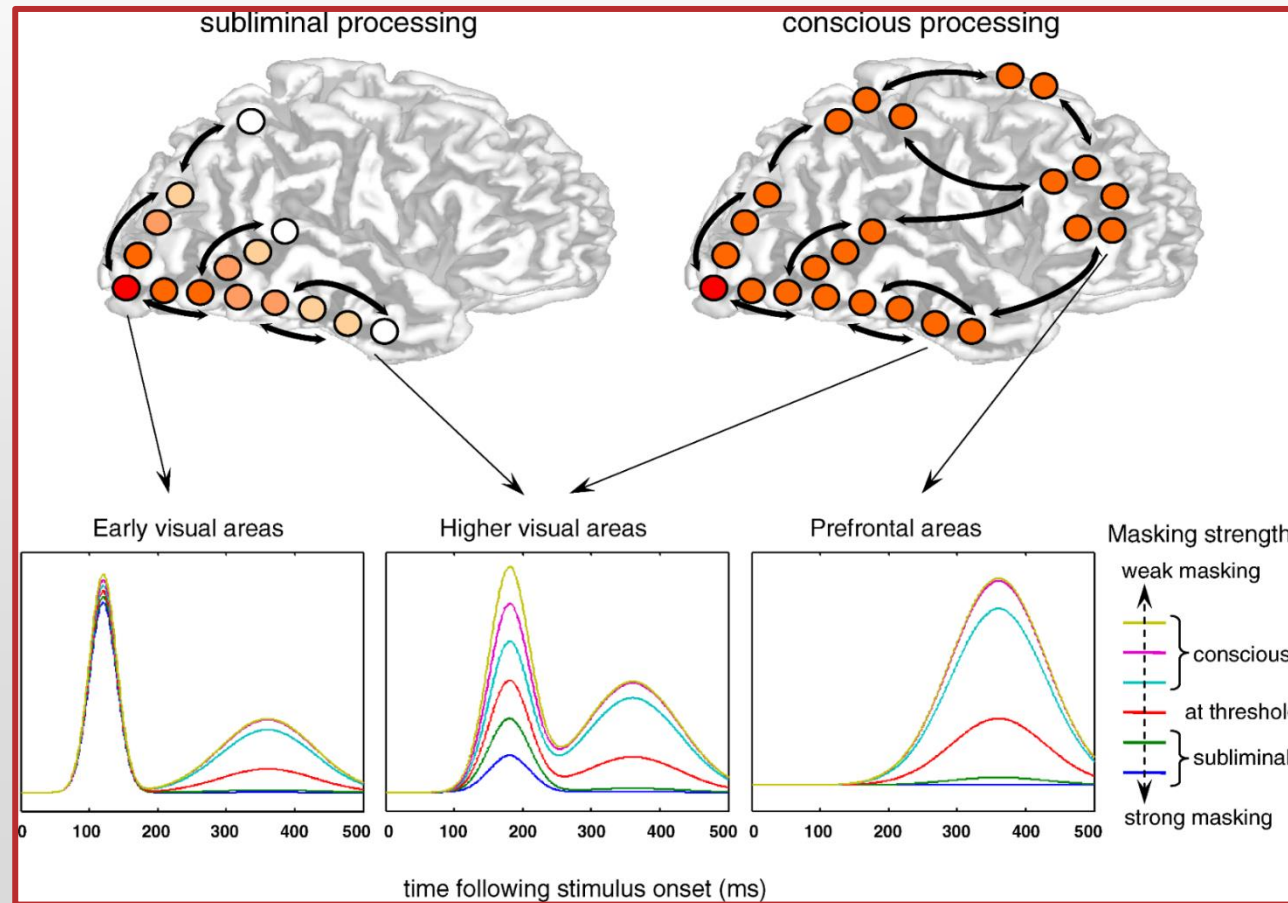 subliminal processing
conscious processing
Early visual areas
Higher visual areas
Prefrontal areas
Masking strength
weak masking
conscious
at threshold
subliminal
strong masking
0 100 200 300 400 500
0 100 200 300 400 500
0 100 200 300 400 500
time following stimulus onset (ms)